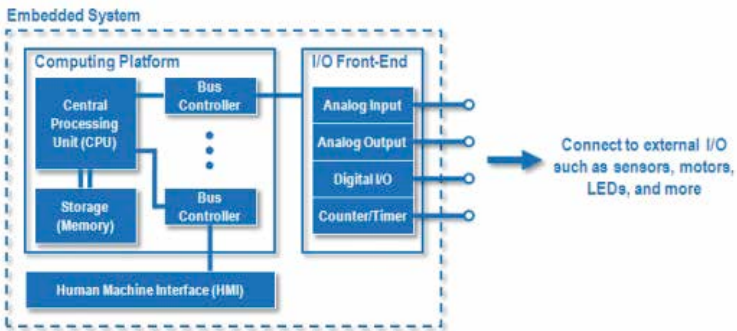 Embedded System
Computing Platform
I/O Front-End
Central
Processing
Unit (CPU)
Bus
Controller
Storage
(Memory)
Bus
Controller
Analog Input
Analog Output
Digital I/O
Counter/Timer
Human Machine Interface (HMI)
Connect to external I/O
such as sensors, motors,
LEDs, and more